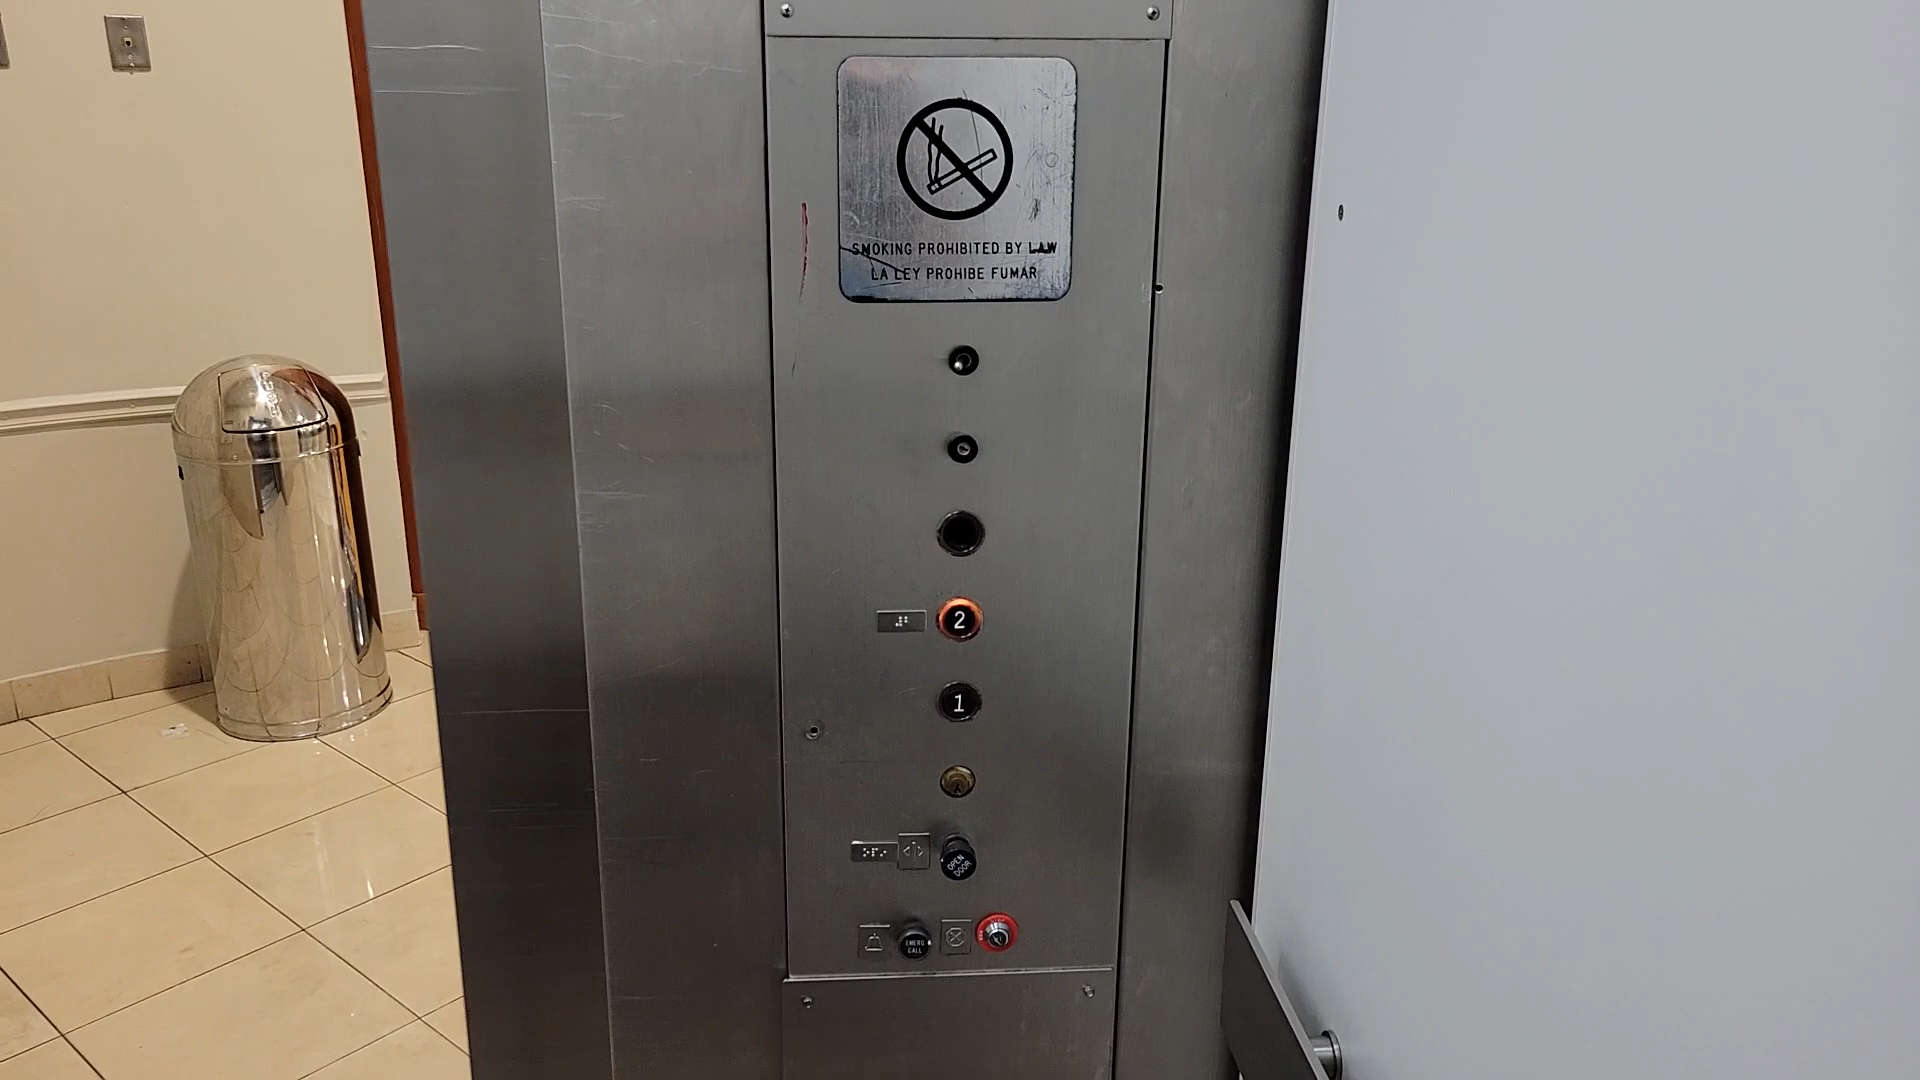 SMOKING PROHIBITED BY LAW
LA LEY PROHIBE FUMAR
2
1
OPEN
DOOR
EMERG
CALL